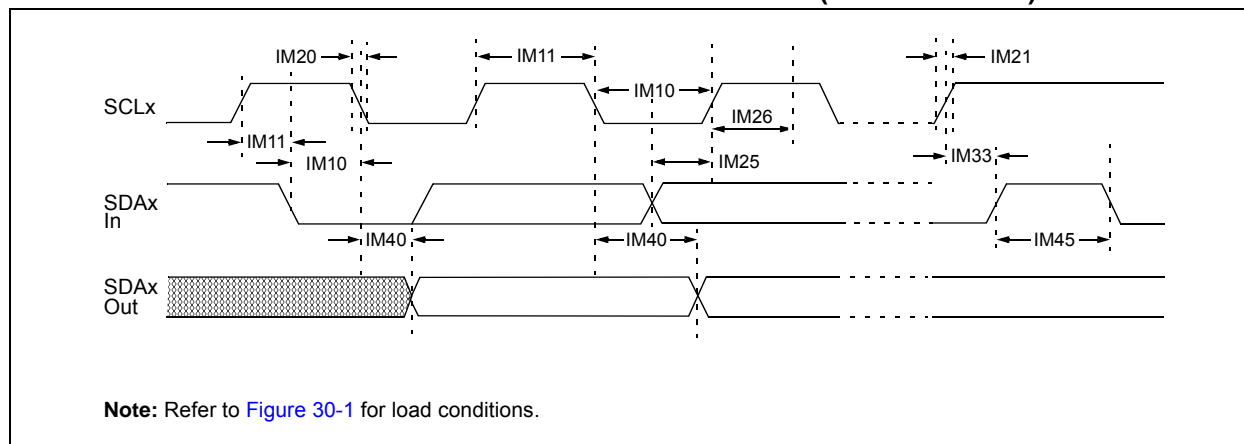 IM20
IM11
IM21
SCLx
IM10
IM26
IM11
IM10
IM25
IM33
SDAx
In
IM40
IM40
IM45
SDAx
Out
Note: Refer to Figure 30-1 for load conditions.